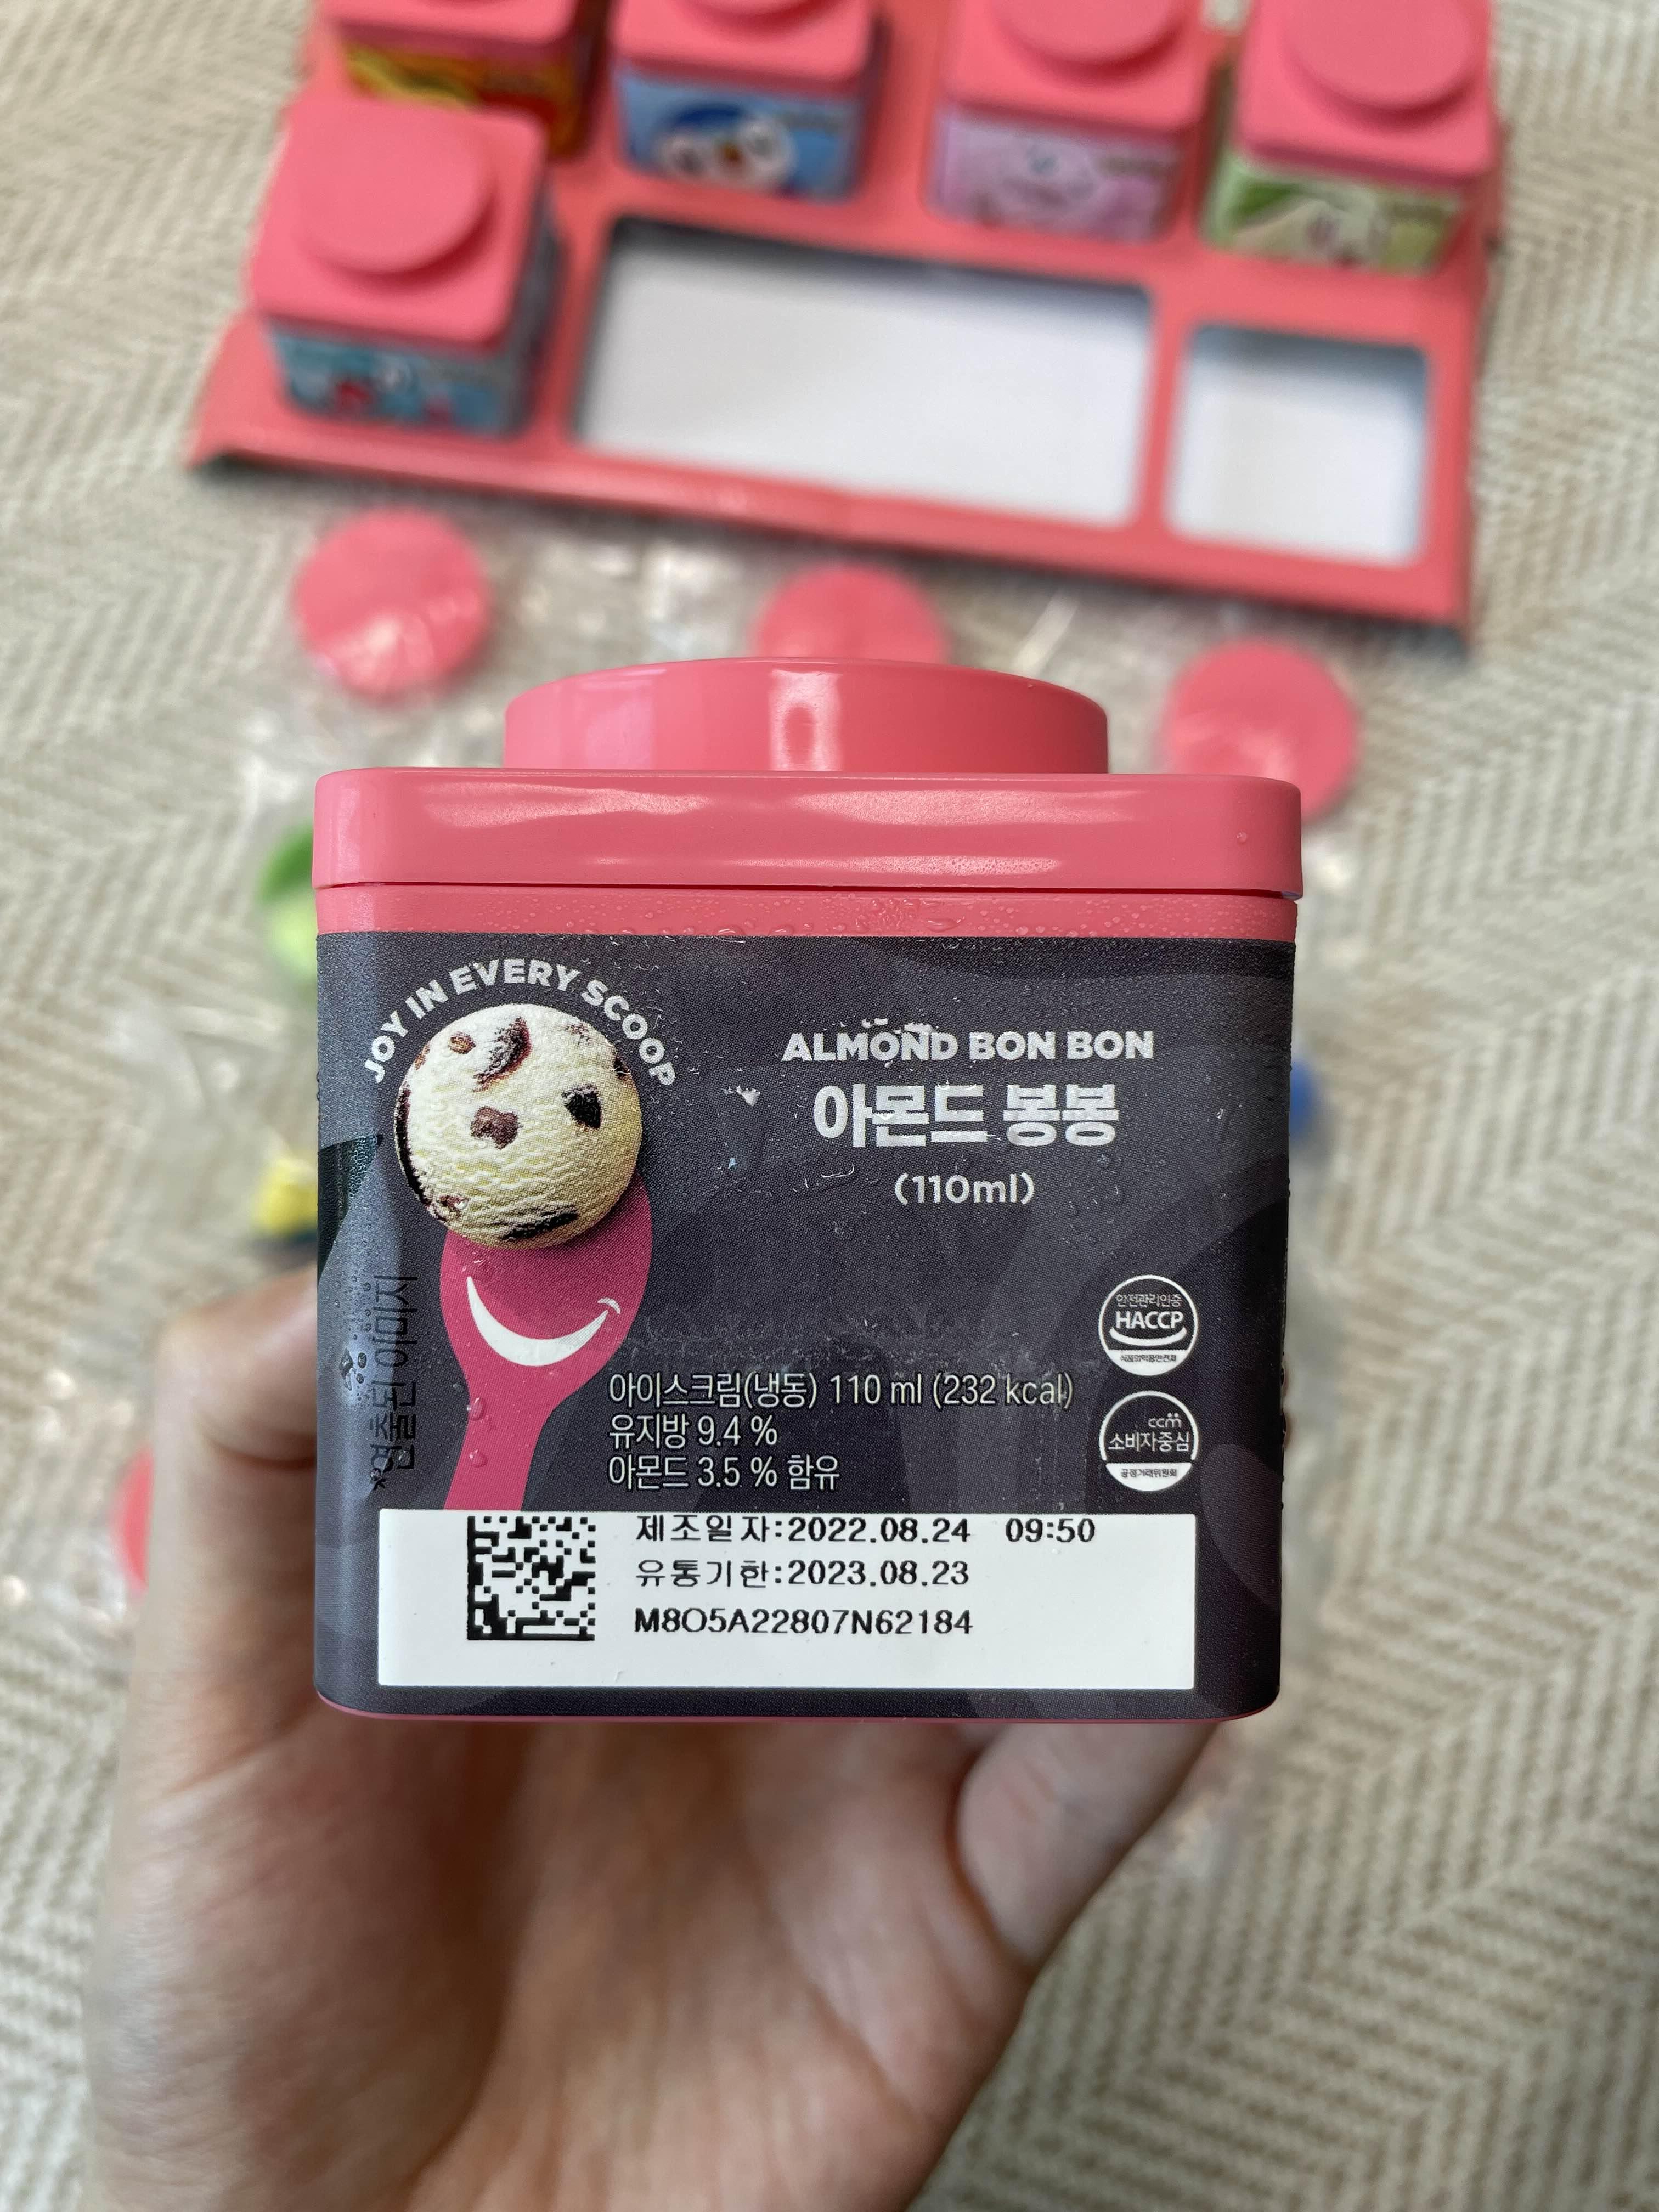 JOY IN EVERY SCOOP
ALMOND BON BON
아몬드 봉봉
(110ml)
안전관리인증
HACCP
식품의약품안전처
아이스크림(냉동) 110 ml (232 kcal)
유지방 9.4 %
아몬드 3.5 % 함유
ccm
소비자중심
공정거래위원회
연출된 이미지
제조일자:2022.08.24 09:50
유통기한:2023.08.23
M8O5A22807N62184